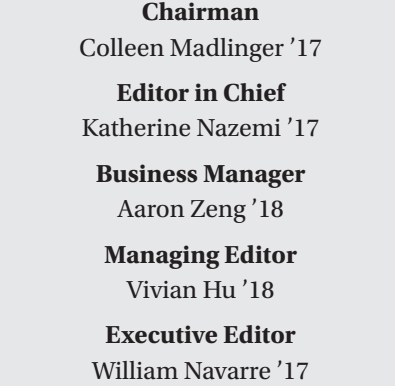 Chairman
Colleen Madlinger ’17
Editor in Chief
Katherine Nazemi ’17
Business Manager
Aaron Zeng ’18
Managing Editor
Vivian Hu ’18
Executive Editor
William Navarre ’17